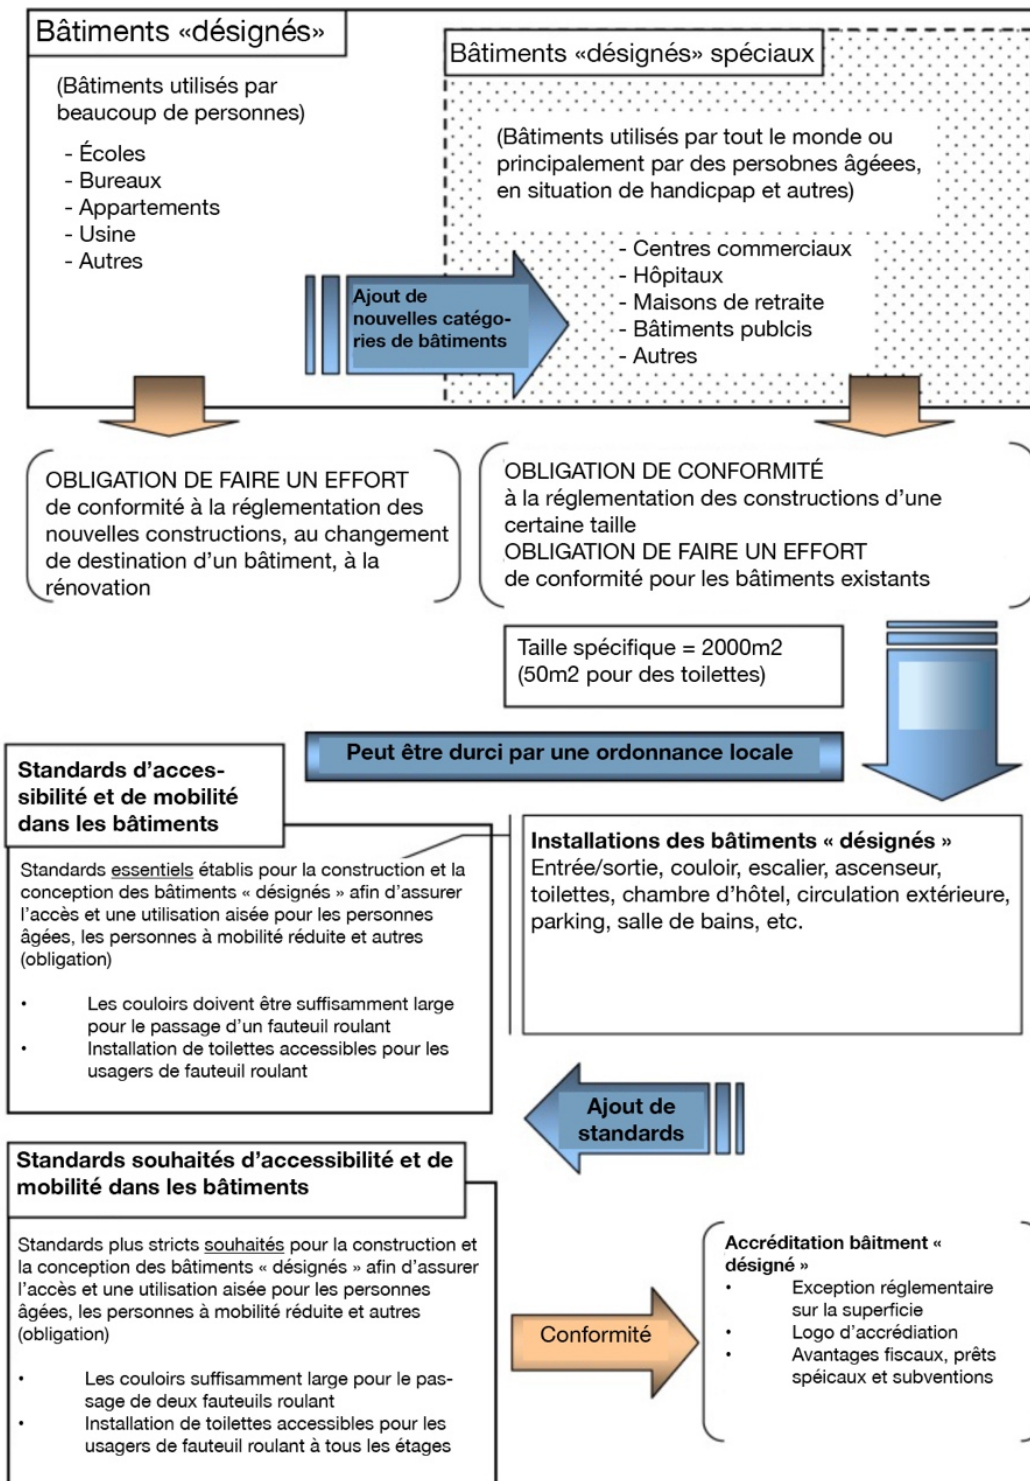 Bâtiments «désignés»
(Bâtiments utilisés par
beaucoup de personnes)
- Écoles
- Bureaux
- Appartements
- Usine
- Autres
Bâtiments «désignés» spéciaux
(Bâtiments utilisés par tout le monde ou
principalement par des persobnes âgéees,
en situation de handicpap et autres)
- Centres commerciaux
- Hôpitaux
- Maisons de retraite
- Bâtiments publcis
- Autres
Ajout de
nouvelles catégo-
ries de bâtiments
OBLIGATION DE FAIRE UN EFFORT
de conformité à la réglementation des
nouvelles constructions, au changement
de destination d'un bâtiment, à la
rénovation
OBLIGATION DE CONFORMITÉ
à la réglementation des constructions d'une
certaine taille
OBLIGATION DE FAIRE UN EFFORT
de conformité pour les bâtiments existants
Taille spécifique = 2000m2
(50m2 pour des toilettes)
Peut être durci par une ordonnance locale
Standards d'acces-
sibilité et de mobilité
dans les bâtiments
Standards essentiels établis pour la construction et la
conception des bâtiments « désignés » afin d'assurer
l'accès et une utilisation aisée pour les personnes
âgées, les personnes à mobilité réduite et autres
(obligation)
• Les couloirs doivent être suffisamment large
pour le passage d'un fauteuil roulant
• Installation de toilettes accessibles pour les
usagers de fauteuil roulant
Installations des bâtiments « désignés »
Entrée/sortie, couloir, escalier, ascenseur,
toilettes, chambre d'hôtel, circulation extérieure,
parking, salle de bains, etc.
Ajout de
standards
Standards souhaités d'accessibilité et de
mobilité dans les bâtiments
Standards plus stricts souhaités pour la construction et
la conception des bâtiments « désignés » afin d'assurer
l'accès et une utilisation aisée pour les personnes
âgées, les personnes à mobilité réduite et autres
(obligation)
• Les couloirs suffisamment large pour le pas-
sage de deux fauteuils roulant
• Installation de toilettes accessibles pour les
usagers de fauteuil roulant à tous les étages
Conformité
Accréditation bâitment «
désigné »
• Exception réglementaire
sur la superficie
• Logo d'accrédiation
• Avantages fiscaux, prêts
spéicaux et subventions